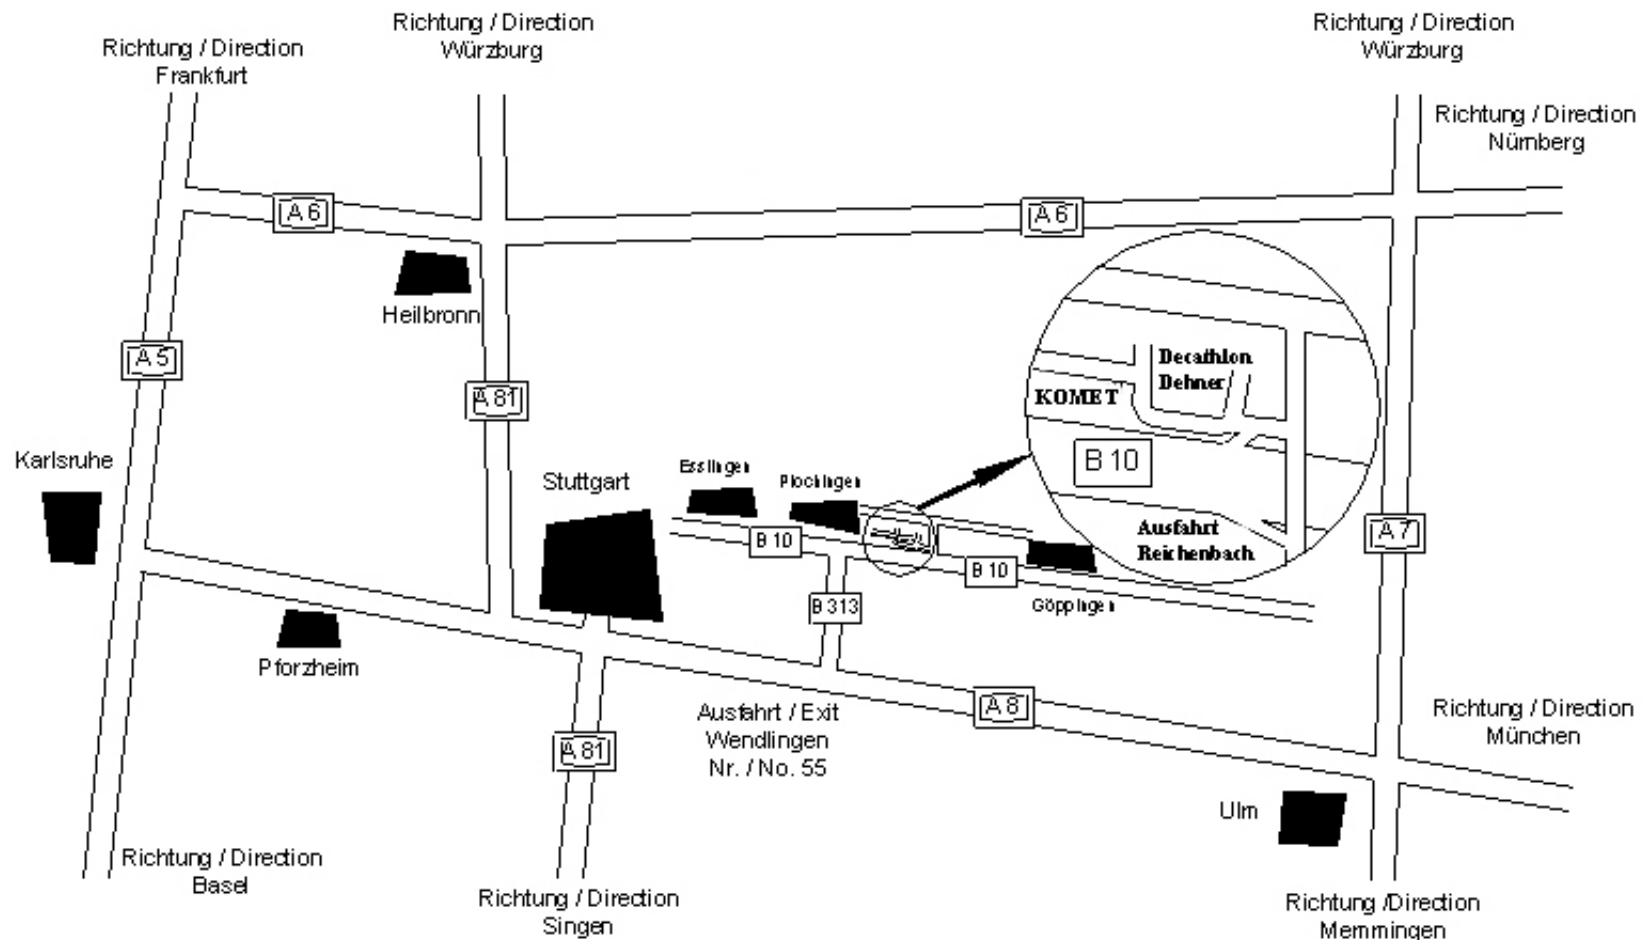 Richtung / Direction
Würzburg
Richtung / Direction
Würzburg
Richtung / Direction
Frankfurt
Richtung / Direction
Nürnberg
A 6
A 6
Heilbronn
A 5
A 81
Decathlon
Dehner
KOMET
B 10
Ausfahrt
Reichenbach
Karlsruhe
Stuttgart
Esslingen
Plochingen
B 10
B 10
A 7
B 313
Göppingen
Pforzheim
Ausfahrt / Exit
Wendlingen
Nr. / No. 55
A 8
A 81
Richtung / Direction
München
Ulm
Richtung / Direction
Basel
Richtung / Direction
Singen
Richtung /Direction
Memmingen